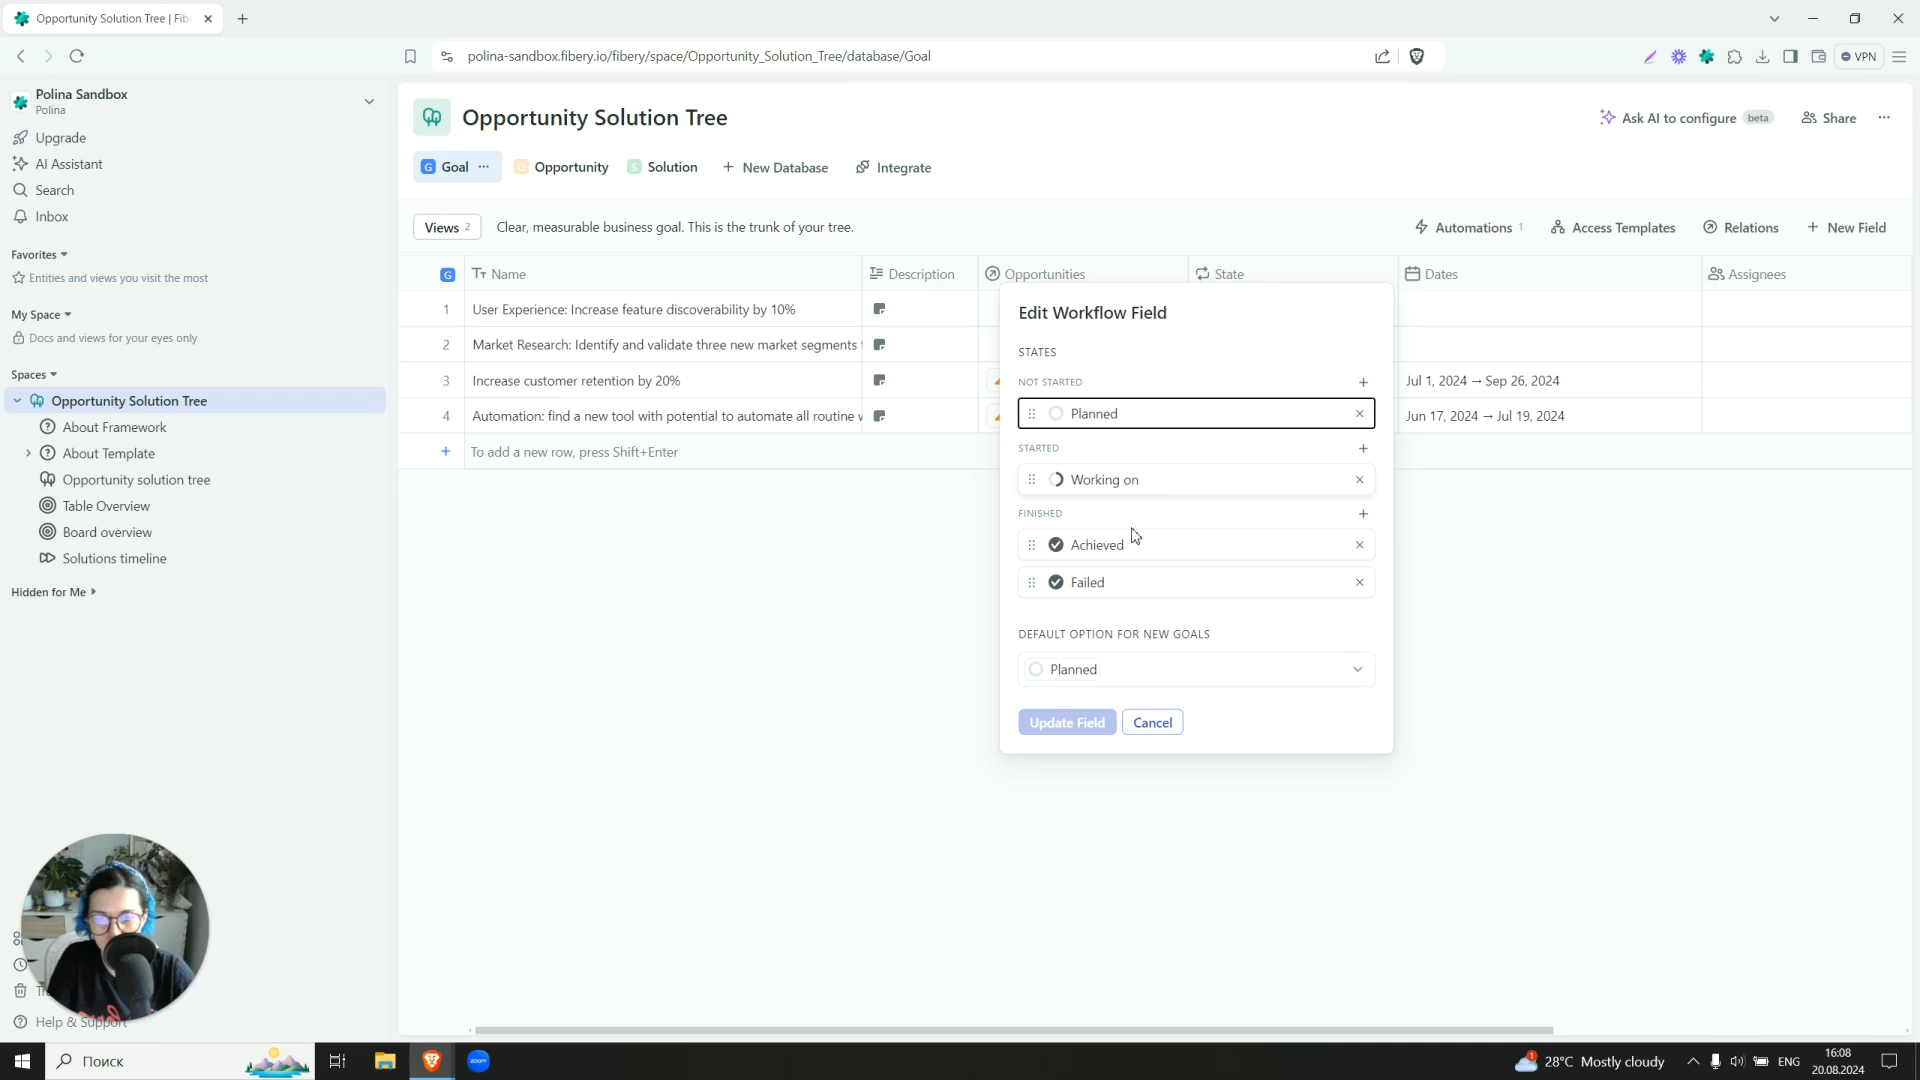 Opportunity Solution Tree | Fib
polina-sandbox.fibery.io/fibery/space/Opportunity_Solution_Tree/database/Goal
VPN
Polina Sandbox
Polina
Upgrade
AI Assistant
Search
Inbox
Favorites
Entities and views you visit the most
My Space
Docs and views for your eyes only
Spaces
Opportunity Solution Tree
About Framework
About Template
Opportunity solution tree
Table Overview
Board overview
Solutions timeline
Hidden for Me
Help & Support
Opportunity Solution Tree
Ask AI to configure beta
Share
G Goal
O Opportunity
S Solution
New Database
Integrate
Views 2
Clear, measurable business goal. This is the trunk of your tree.
Automations 1
Access Templates
Relations
New Field
G Name Description Opportunities State Dates Assignees
1 User Experience: Increase feature discoverability by 10%
2 Market Research: Identify and validate three new market segments
3 Increase customer retention by 20% Jul 1, 2024 → Sep 26, 2024
4 Automation: find a new tool with potential to automate all routine Jun 17, 2024 → Jul 19, 2024
To add a new row, press Shift+Enter
Edit Workflow Field
STATES
NOT STARTED
Planned
STARTED
Working on
FINISHED
Achieved
Failed
DEFAULT OPTION FOR NEW GOALS
Planned
Update Field
Cancel
Поиск
zoom
1
28°C Mostly cloudy
ENG
16:08
20.08.2024